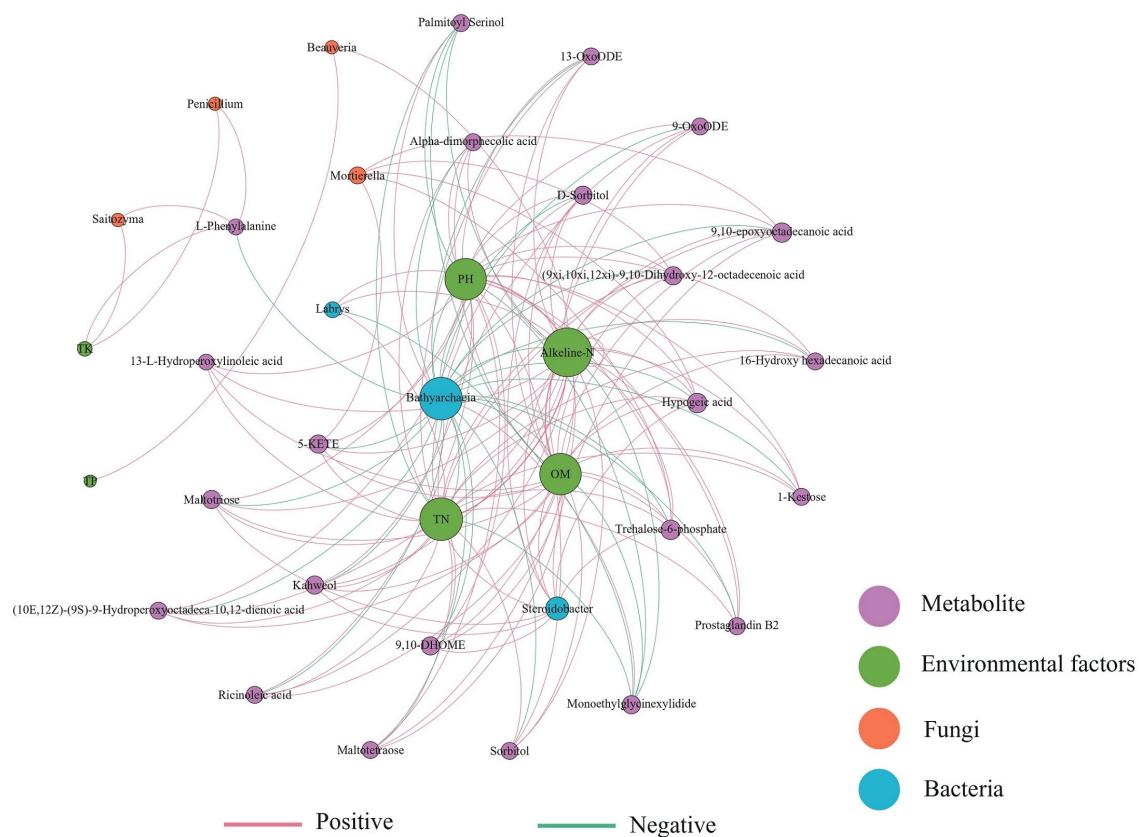 Palmitoyl Serinol
Beauveria
13-OxoODE
Penicillium
9-OxoODE
Alpha-dimorphecolic acid
Mortierella
D-Sorbitol
Saitozyma
L-Phenylalanine
9,10-epoxyoctadecanoic acid
(9xi,10xi,12xi)-9,10-Dihydroxy-12-octadecenoic acid
PH
Labrys
TK
Alkeline-N
13-L-Hydroperoxylinoleic acid
16-Hydroxy hexadecanoic acid
Bathyarchaeia
Hypogeic acid
5-KETE
OM
TP
Maltotriose
1-Kestose
TN
Trehalose-6-phosphate
Kahweol
(10E,12Z)-(9S)-9-Hydroperoxyoctadeca-10,12-dienoic acid
Steroidobacter
Prostaglandin B2
9,10-DHOME
Ricinoleic acid
Monoethylglycinexylidide
Maltotetraose
Sorbitol
Metabolite
Environmental factors
Fungi
Bacteria
Positive
Negative